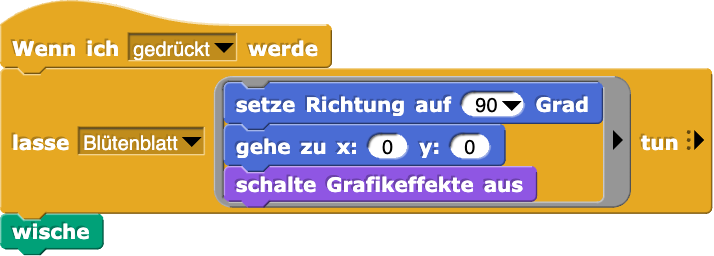 Wenn ich gedrückt werde
setze Richtung auf 90 Grad
lasse Blütenblatt gehe zu x: 0 y: 0 tun
schalte Grafikeffekte aus
wische